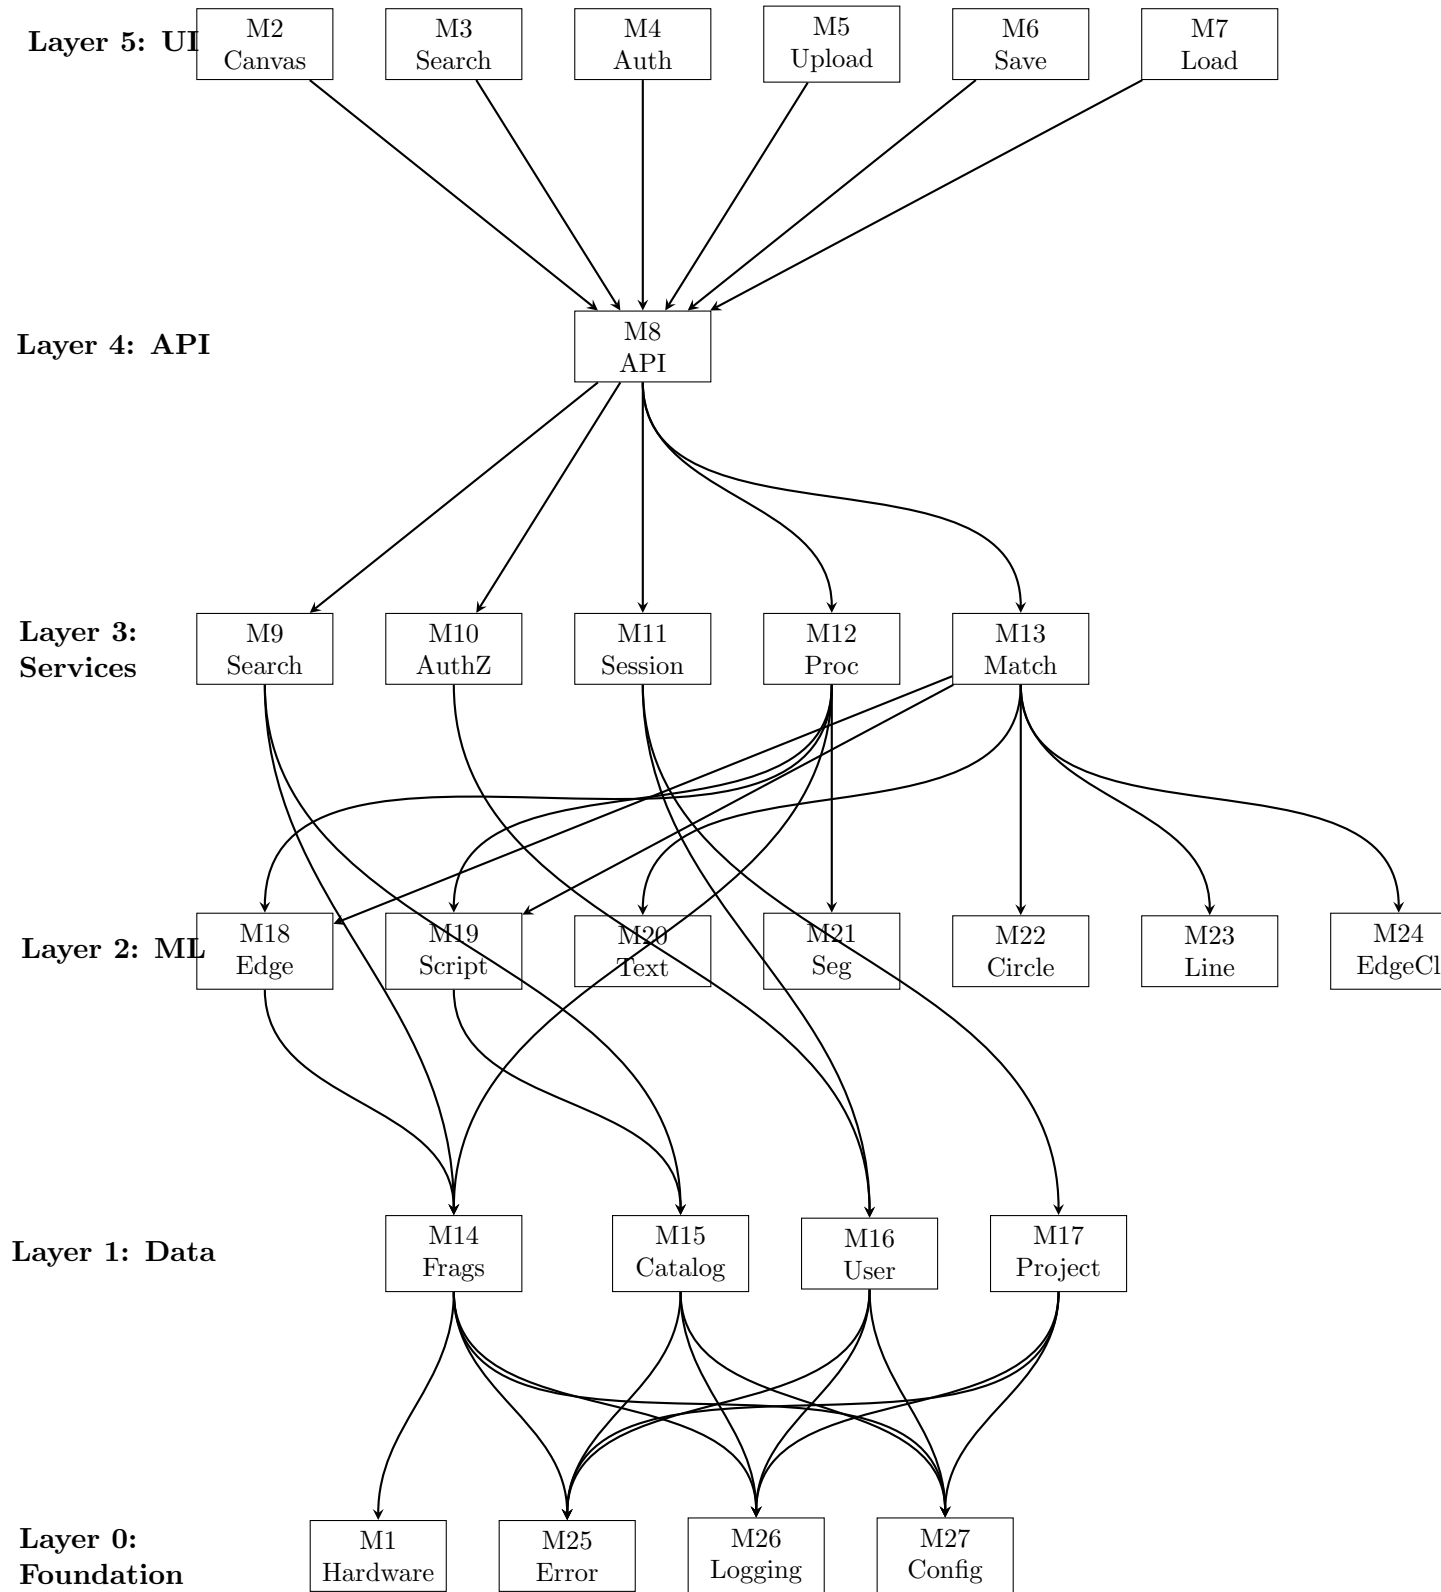 Layer 5: UI
M2
Canvas
M3
Search
M4
Auth
M5
Upload
M6
Save
M7
Load
Layer 4: API
M8
API
Layer 3:
Services
M9
Search
M10
AuthZ
M11
Session
M12
Proc
M13
Match
Layer 2: ML
M18
Edge
M19
Script
M20
Text
M21
Seg
M22
Circle
M23
Line
M24
EdgeCl
Layer 1: Data
M14
Frags
M15
Catalog
M16
User
M17
Project
Layer 0:
Foundation
M1
Hardware
M25
Error
M26
Logging
M27
Config